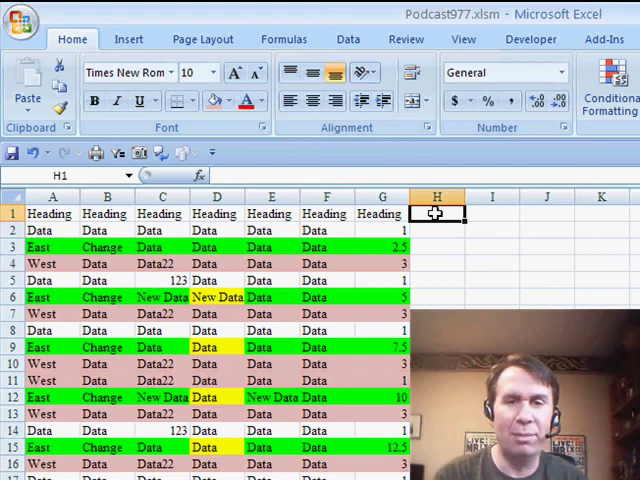 Podcast977.xlsm - Microsoft Excel
Home Insert Page Layout Formulas Data Review View Developer Add-Ins
Times New Rom 10 A A General
Paste B I U A $ % , .00 .0 Conditional
Formatting
Clipboard Font Alignment Number
H1 fx
A B C D E F G H I J K
1 Heading Heading Heading Heading Heading Heading Heading
2 Data Data Data Data Data Data 1
3 East Change Data Data Data Data 2.5
4 West Data Data22 Data Data Data 3
5 Data Data 123 Data Data Data 1
6 East Change New Data New Data Data Data 5
7 West Data Data22 Data Data Data 3
8 Data Data Data Data Data Data 1
9 East Change Data Data Data Data 7.5
10 West Data Data22 Data Data Data 3
11 West Data Data22 Data Data Data 1
12 East Change New Data Data New Data Data 10
13 West Data Data22 Data Data Data 3
14 Data Data 123 Data Data Data 1
15 East Change Data Data Data Data 12.5
16 West Data Data22 Data Data Data 3